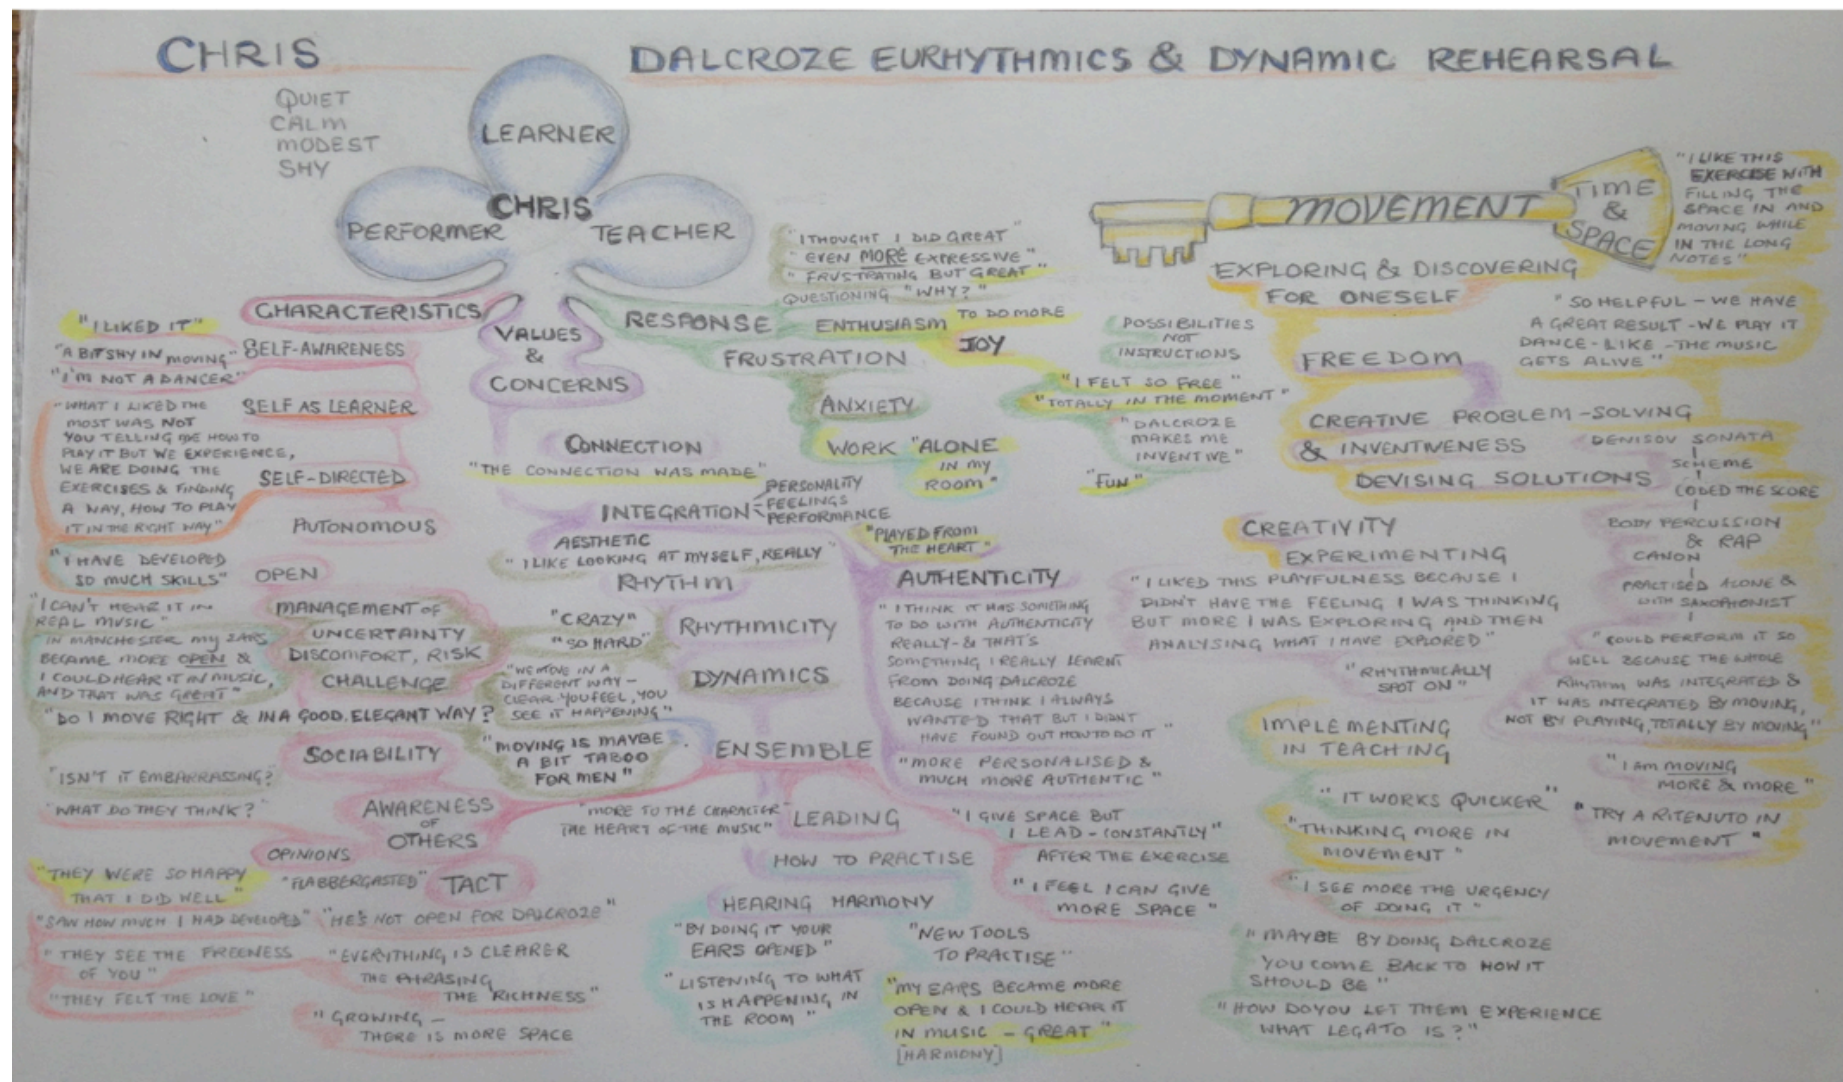 CHRIS
DALCROZE EURHYTHMICS & DYNAMIC REHEARSAL
QUIET
CALM
MODEST
SHY
LEARNER
CHRIS
PERFORMER
TEACHER
MOVEMENT
TIME
&
SPACE
"I LIKE THIS
EXERCISE WITH
FILLING THE
SPACE IN AND
MOVING WHILE
IN THE LONG
NOTES"
CHARACTERISTICS
"I LIKED IT"
"A BIT SHY IN MOVING"
SELF-AWARENESS
"I'M NOT A DANCER"
SELF AS LEARNER
"WHAT I LIKED THE
MOST WAS NOT
YOU TELLING ME HOW TO
PLAY IT BUT WE EXPERIENCE,
WE ARE DOING THE
EXERCISES & FINDING
A WAY, HOW TO PLAY
IT IN THE RIGHT WAY"
SELF-DIRECTED
AUTONOMOUS
"I HAVE DEVELOPED
SO MUCH SKILLS"
OPEN
"I CAN'T HEAR IT IN
REAL MUSIC"
IN MANCHESTER MY EARS
BECAME MORE OPEN &
I COULD HEAR IT IN MUSIC,
AND THAT WAS GREAT"
MANAGEMENT OF
UNCERTAINTY
DISCOMFORT, RISK
CHALLENGE
"DO I MOVE RIGHT & IN A GOOD, ELEGANT WAY?
"CRAZY"
"SO HARD"
"WE MOVE IN A
DIFFERENT WAY –
CLEAR YOU FEEL, YOU
SEE IT HAPPENING"
"MOVING IS MAYBE
A BIT TABOO
FOR MEN"
SOCIABILITY
"ISN'T IT EMBARRASSING?
"WHAT DO THEY THINK?"
AWARENESS
OF
OTHERS
OPINIONS
"THEY WERE SO HAPPY
THAT I DID WELL"
"FLABBERGASTED"
TACT
"SAW HOW MUCH I HAD DEVELOPED"
"HE'S NOT OPEN FOR DALCROZE"
"THEY SEE THE FREENESS
OF YOU"
"EVERYTHING IS CLEARER
THE PHRASING
THE RICHNESS"
"THEY FELT THE LOVE"
"GROWING –
THERE IS MORE SPACE
VALUES
&
CONCERNS
CONNECTION
"THE CONNECTION WAS MADE"
INTEGRATION
PERSONALITY
FEELINGS
PERFORMANCE
AESTHETIC
"I LIKE LOOKING AT MYSELF, REALLY"
RHYTHM
RHYTHMICITY
DYNAMICS
ENSEMBLE
"MORE TO THE CHARACTER
THE HEART OF THE MUSIC"
LEADING
"I GIVE SPACE BUT
I LEAD – CONSTANTLY"
AFTER THE EXERCISE
"I FEEL I CAN GIVE
MORE SPACE"
HOW TO PRACTISE
HEARING HARMONY
"BY DOING IT YOUR
EARS OPENED"
"LISTENING TO WHAT
IS HAPPENING IN
THE ROOM"
"NEW TOOLS
TO PRACTISE"
"MY EARS BECAME MORE
OPEN & I COULD HEAR IT
IN MUSIC – GREAT"
[HARMONY]
"PLAYED FROM
THE HEART"
AUTHENTICITY
"I THINK IT HAS SOMETHING
TO DO WITH AUTHENTICITY
REALLY – & THAT'S
SOMETHING I REALLY LEARNT
FROM DOING DALCROZE
BECAUSE I THINK I ALWAYS
WANTED THAT BUT I DIDN'T
HAVE FOUND OUT HOW TO DO IT"
"MORE PERSONALISED &
MUCH MORE AUTHENTIC"
RESPONSE
"I THOUGHT I DID GREAT"
"EVEN MORE EXPRESSIVE"
"FRUSTRATING BUT GREAT"
QUESTIONING "WHY?"
ENTHUSIASM
TO DO MORE
JOY
FRUSTRATION
ANXIETY
WORK "ALONE
IN MY
ROOM"
POSSIBILITIES
NOT
INSTRUCTIONS
"I FELT SO FREE"
"TOTALLY IN THE MOMENT"
"DALCROZE
MAKES ME
INVENTIVE"
"FUN"
EXPLORING & DISCOVERING
FOR ONESELF
FREEDOM
"SO HELPFUL – WE HAVE
A GREAT RESULT – WE PLAY IT
DANCE-LIKE – THE MUSIC
GETS ALIVE"
CREATIVE PROBLEM-SOLVING
& INVENTIVENESS
DEVISING SOLUTIONS
DENISOV SONATA
SCHEME
CODED THE SCORE
BODY PERCUSSION
& RAP
CANON
PRACTISED ALONE &
WITH SAXOPHONIST
"COULD PERFORM IT SO
WELL BECAUSE THE WHOLE
RHYTHM WAS INTEGRATED &
IT WAS INTEGRATED BY MOVING,
NOT BY PLAYING, TOTALLY BY MOVING"
CREATIVITY
EXPERIMENTING
"I LIKED THIS PLAYFULNESS BECAUSE I
DIDN'T HAVE THE FEELING I WAS THINKING
BUT MORE I WAS EXPLORING AND THEN
ANALYSING WHAT I HAVE EXPLORED"
"RHYTHMICALLY
SPOT ON"
IMPLEMENTING
IN TEACHING
"I AM MOVING
MORE & MORE"
"IT WORKS QUICKER"
"TRY A RITENUTO IN
MOVEMENT"
"THINKING MORE IN
MOVEMENT"
"I SEE MORE THE URGENCY
OF DOING IT"
"MAYBE BY DOING DALCROZE
YOU COME BACK TO HOW IT
SHOULD BE"
"HOW DO YOU LET THEM EXPERIENCE
WHAT LEGATO IS?"